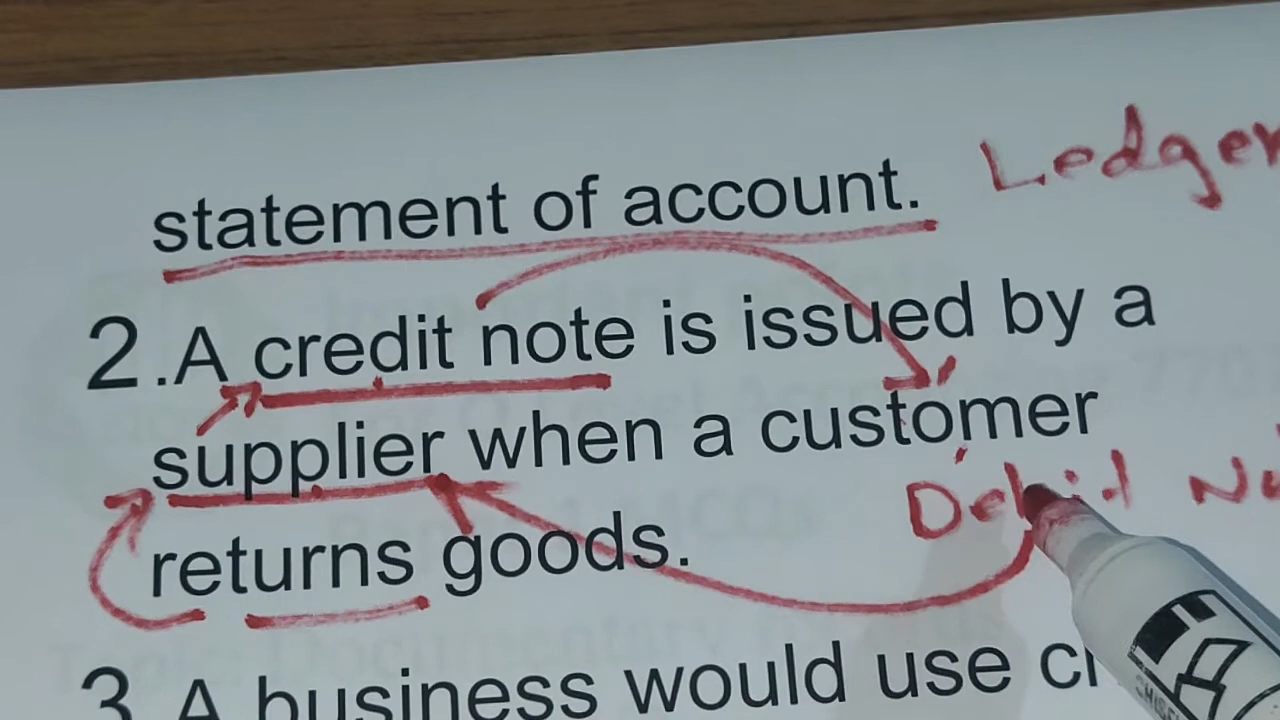 statement of account. Ledger
2.A credit note is issued by a
supplier when a customer
Debit
returns goods.
3. A business would use